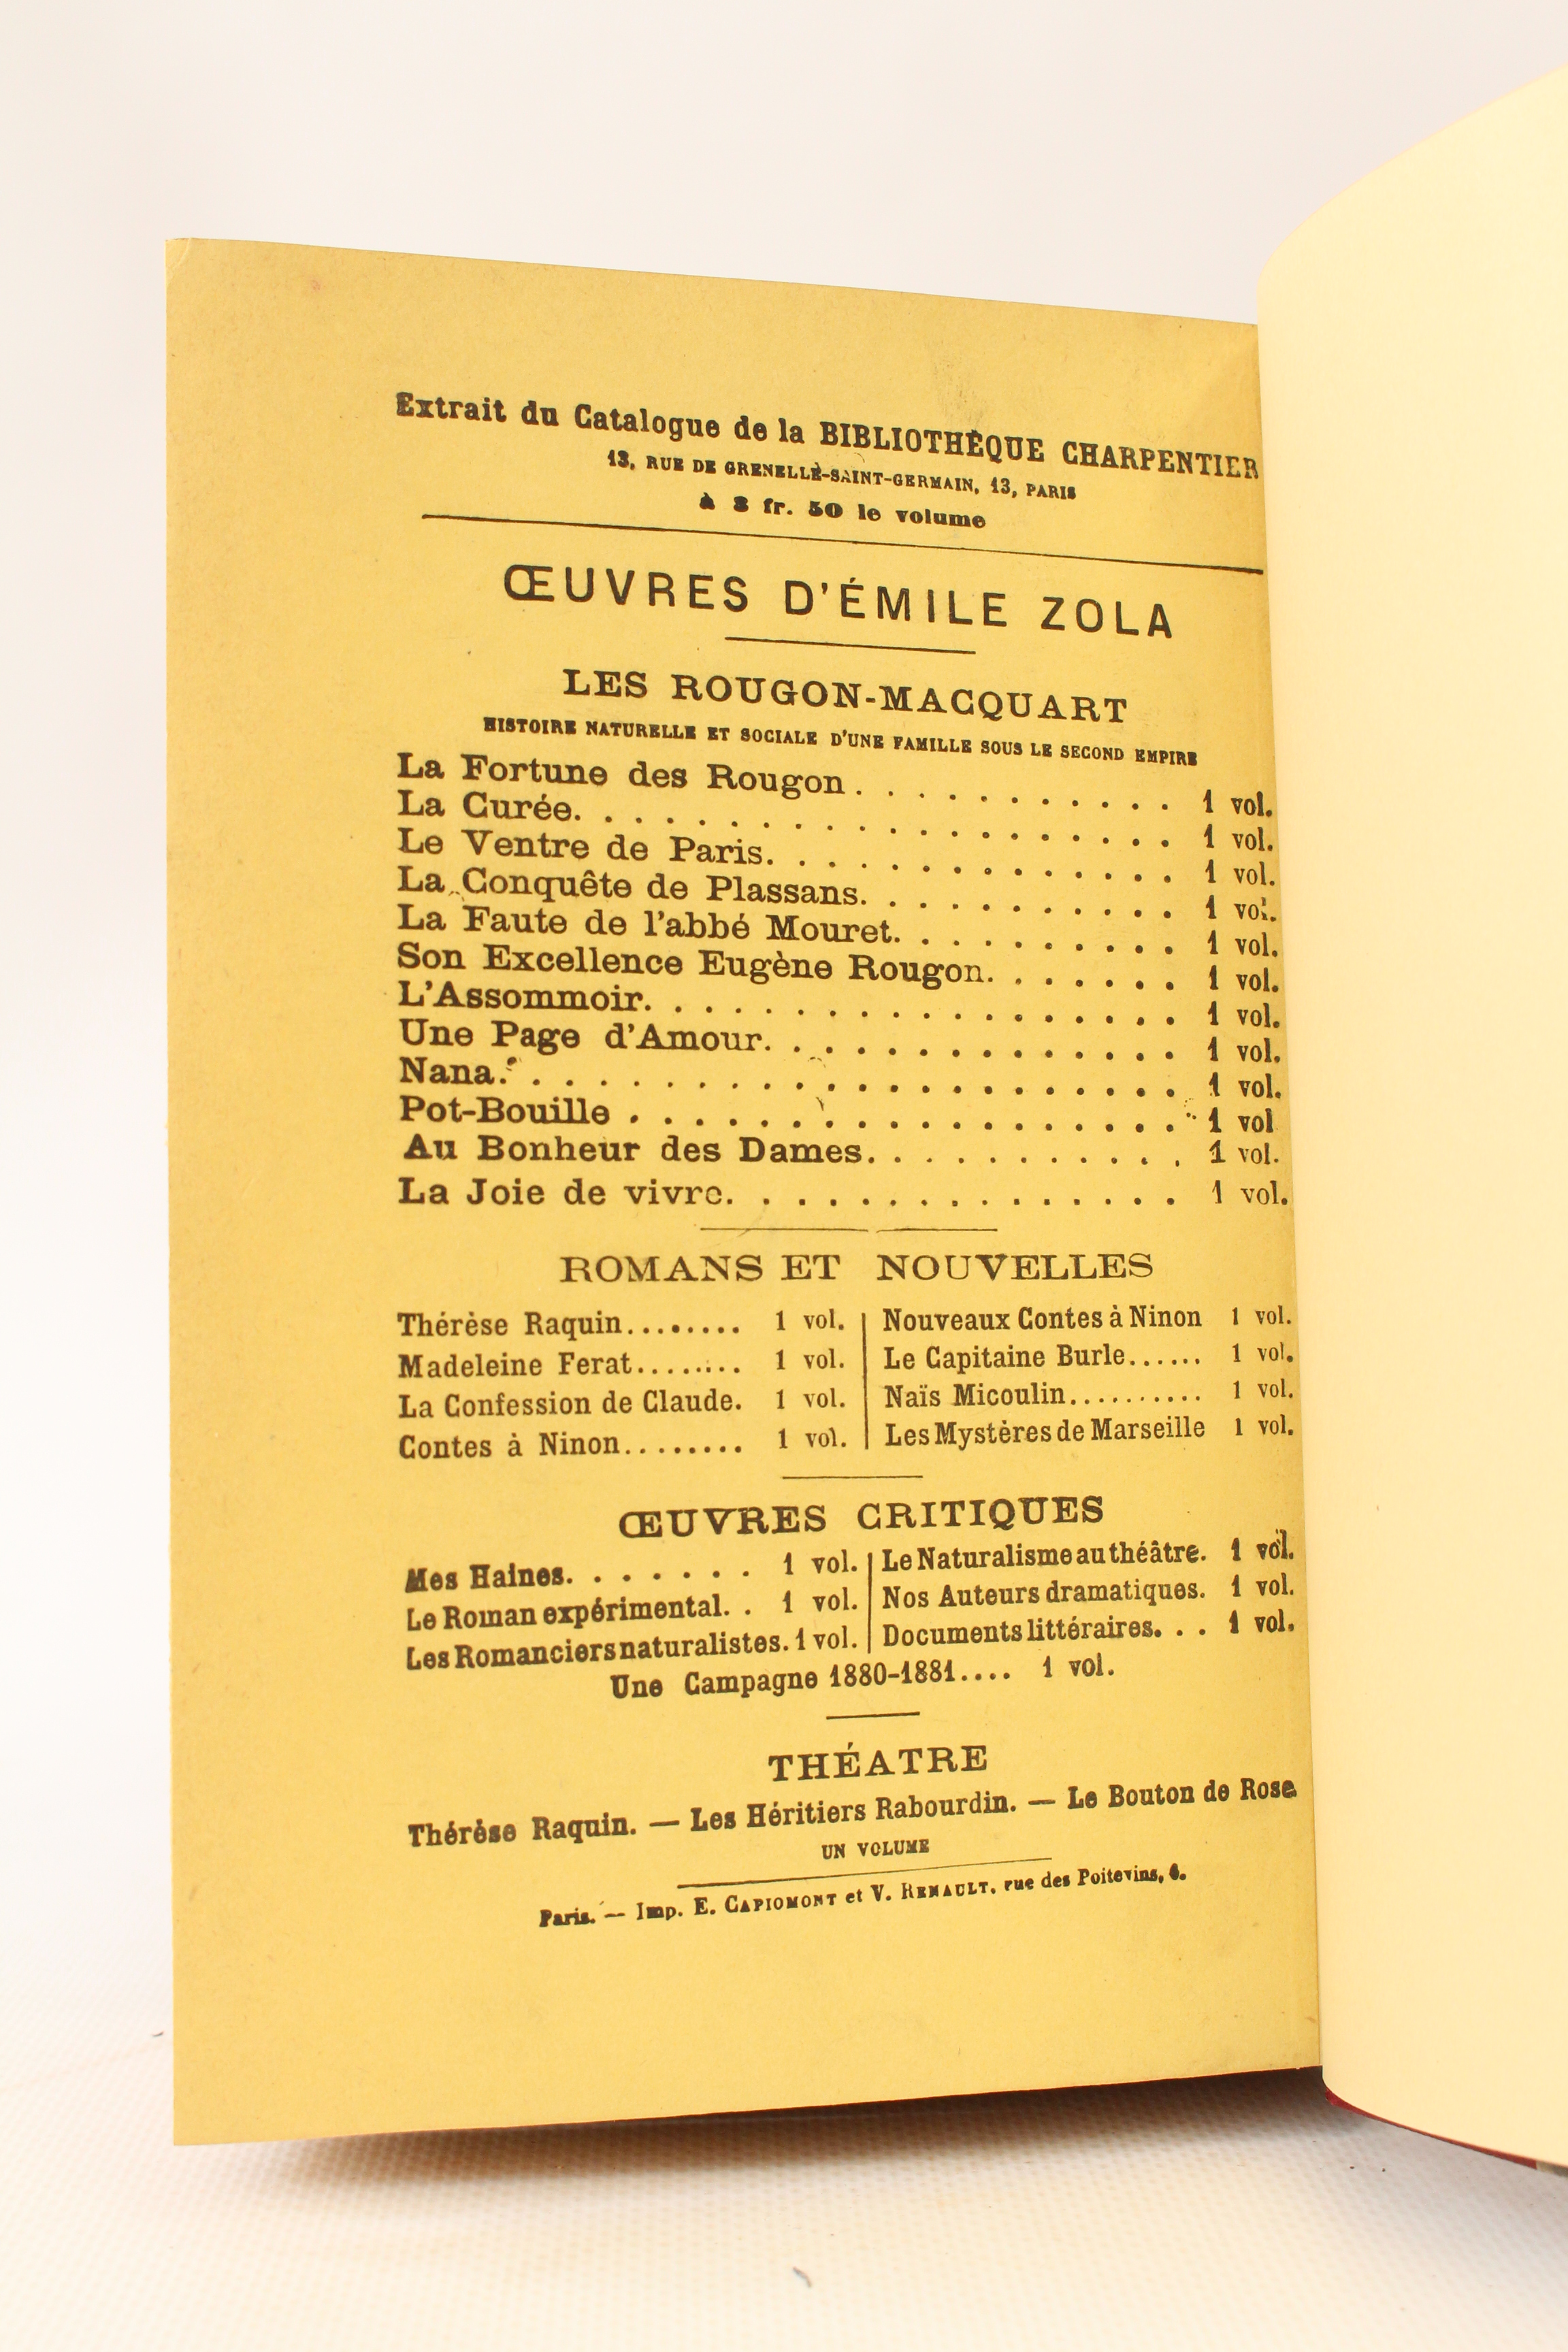 Extrait du Catalogue de la BIBLIOTHÈQUE CHARPENTIER
13, RUE DE GRENELLE-SAINT-GERMAIN, 13, PARIS
à 3 fr. 50 le volume
ŒUVRES D'ÉMILE ZOLA
LES ROUGON-MACQUART
HISTOIRE NATURELLE ET SOCIALE D'UNE FAMILLE SOUS LE SECOND EMPIRE
La Fortune des Rougon. . . . . . . . . . . 1 vol.
La Curée. . . . . . . . . . . . . . . . . . . 1 vol.
Le Ventre de Paris. . . . . . . . . . . . . 1 vol.
La Conquête de Plassans. . . . . . . . . . 1 vol.
La Faute de l'abbé Mouret. . . . . . . . . 1 vol.
Son Excellence Eugène Rougon. . . . . . . 1 vol.
L'Assommoir. . . . . . . . . . . . . . . . . 1 vol.
Une Page d'Amour. . . . . . . . . . . . . 1 vol.
Nana. . . . . . . . . . . . . . . . . . . . . 1 vol.
Pot-Bouille . . . . . . . . . . . . . . . . . . 1 vol
Au Bonheur des Dames. . . . . . . . . . . 1 vol.
La Joie de vivre. . . . . . . . . . . . . . . 1 vol.
ROMANS ET NOUVELLES
Thérèse Raquin........ 1 vol.
Madeleine Ferat........ 1 vol.
La Confession de Claude. 1 vol.
Contes à Ninon........ 1 vol.
Nouveaux Contes à Ninon 1 vol.
Le Capitaine Burle...... 1 vol.
Naïs Micoulin.......... 1 vol.
Les Mystères de Marseille 1 vol.
ŒUVRES CRITIQUES
Mes Haines. . . . . . . 1 vol.
Le Roman expérimental. . 1 vol.
Les Romanciers naturalistes. 1 vol.
Le Naturalisme au théâtre. 1 vol.
Nos Auteurs dramatiques. 1 vol.
Documents littéraires. . . 1 vol.
Une Campagne 1880-1881.... 1 vol.
THÉATRE
Thérèse Raquin. — Les Héritiers Rabourdin. — Le Bouton de Rose
UN VOLUME
Paris. — Imp. E. CAPIOMONT et V. RENAULT, rue des Poitevins, 6.